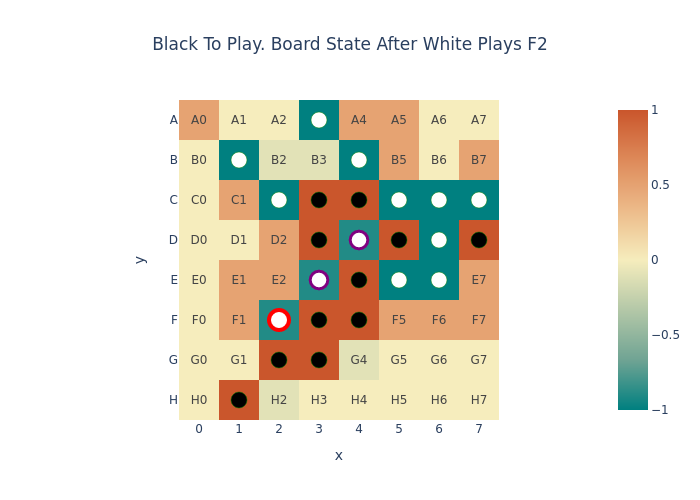 Black To Play. Board State After White Plays F2
A A0 A1 A2 A4 A5 A6 A7
B B0 B2 B3 B5 B6 B7
C C0 C1
D D0 D1 D2
E E0 E1 E2 E7
F F0 F1 F5 F6 F7
G G0 G1 G4 G5 G6 G7
H H0 H2 H3 H4 H5 H6 H7
0 1 2 3 4 5 6 7
x
y
1
0.5
0
−0.5
−1